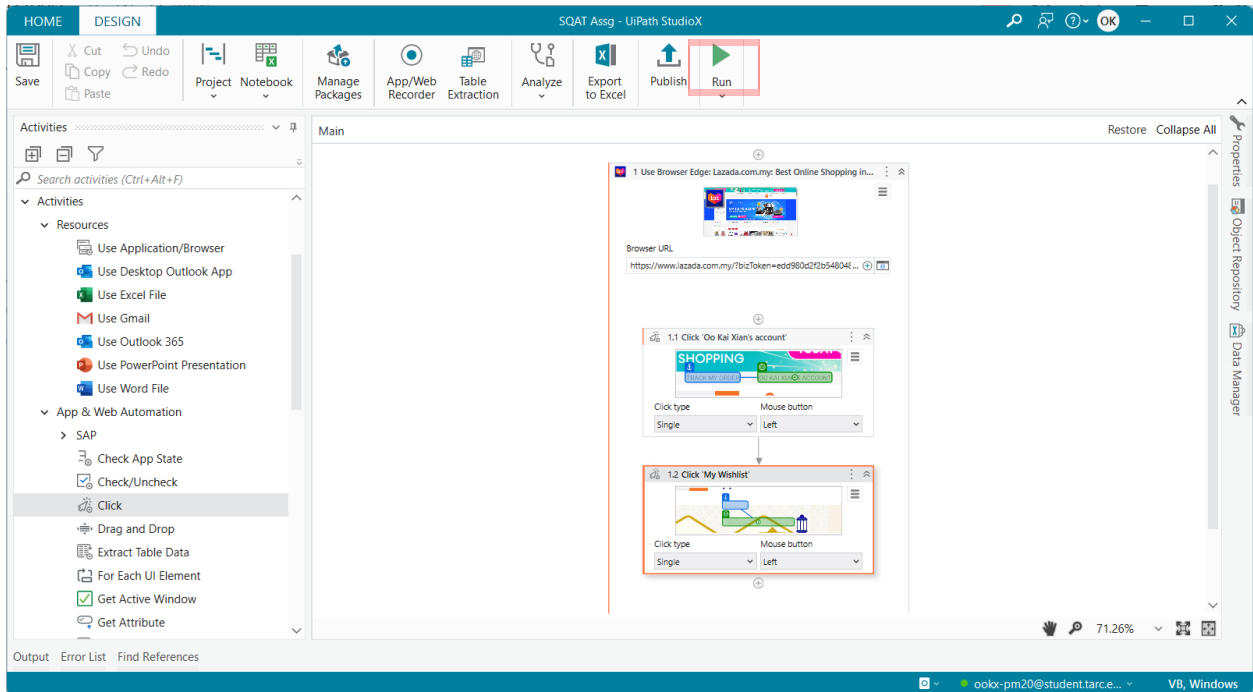 HOME DESIGN SQAT Assg - UiPath StudioX OK
Save
Cut Undo
Copy Redo
Paste
Project Notebook
Manage Packages
App/Web Recorder
Table Extraction
Analyze
Export to Excel
Publish
Run
Activities
Search activities (Ctrl+Alt+F)
Activities
Resources
Use Application/Browser
Use Desktop Outlook App
Use Excel File
Use Gmail
Use Outlook 365
Use PowerPoint Presentation
Use Word File
App & Web Automation
SAP
Check App State
Check/Uncheck
Click
Drag and Drop
Extract Table Data
For Each UI Element
Get Active Window
Get Attribute
Main Restore Collapse All
1 Use Browser Edge: Lazada.com.my: Best Online Shopping in...
Browser URL
https://www.lazada.com.my/?bizToken=edd980d2f2b54804...
1.1 Click 'Oo Kai Xian's account'
SHOPPING
TRACK MY ORDER
Click type Mouse button
Single Left
1.2 Click 'My Wishlist'
Click type Mouse button
Single Left
71.26%
Properties
Object Repository
Data Manager
Output Error List Find References
ookx-pm20@student.tarc.e... VB, Windows